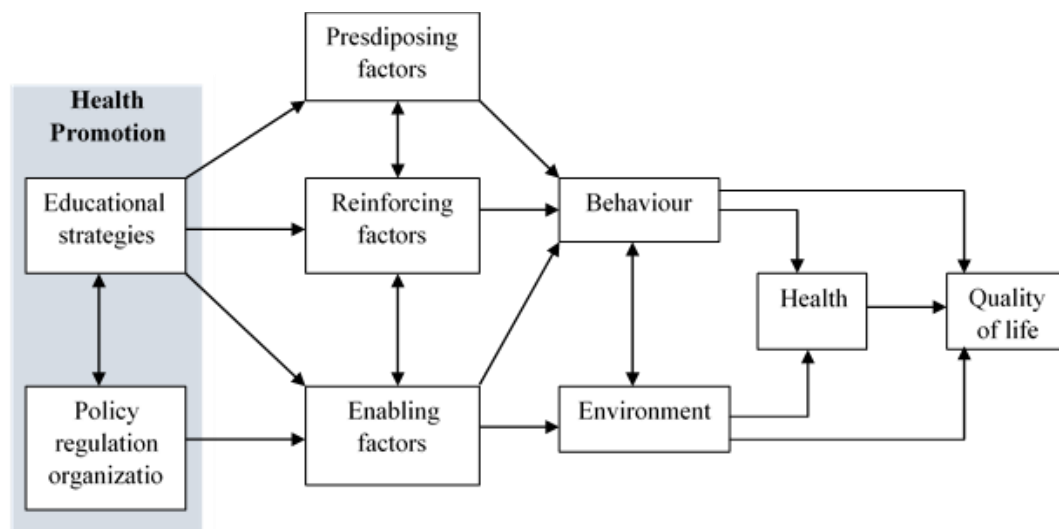 Presdiposing
factors
Health
Promotion
Educational
strategies
Reinforcing
factors
Behaviour
Health
Quality
of life
Policy
regulation
organizatio
Enabling
factors
Environment